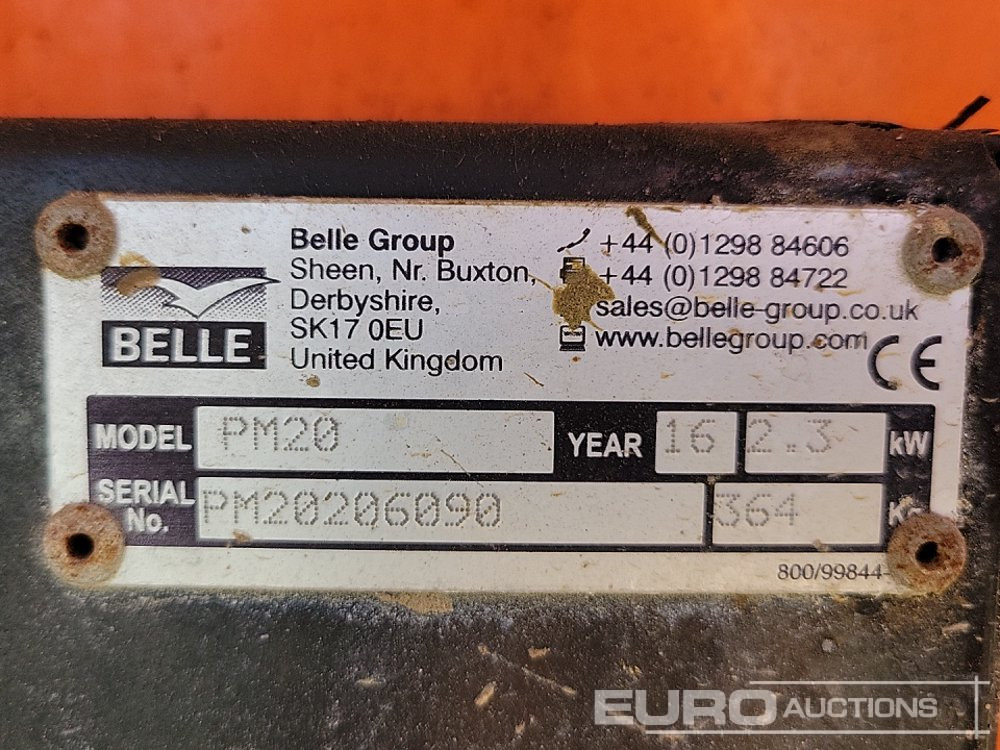 Belle Group
Sheen, Nr. Buxton,
Derbyshire,
SK17 0EU
United Kingdom
+44 (0)1298 84606
+44 (0)1298 84722
sales@belle-group.co.uk
www.bellegroup.com
BELLE
CE
MODEL PM20 YEAR 16 2.3 kW
SERIAL No. PM20206090 364
800/99844-
EURO AUCTIONS